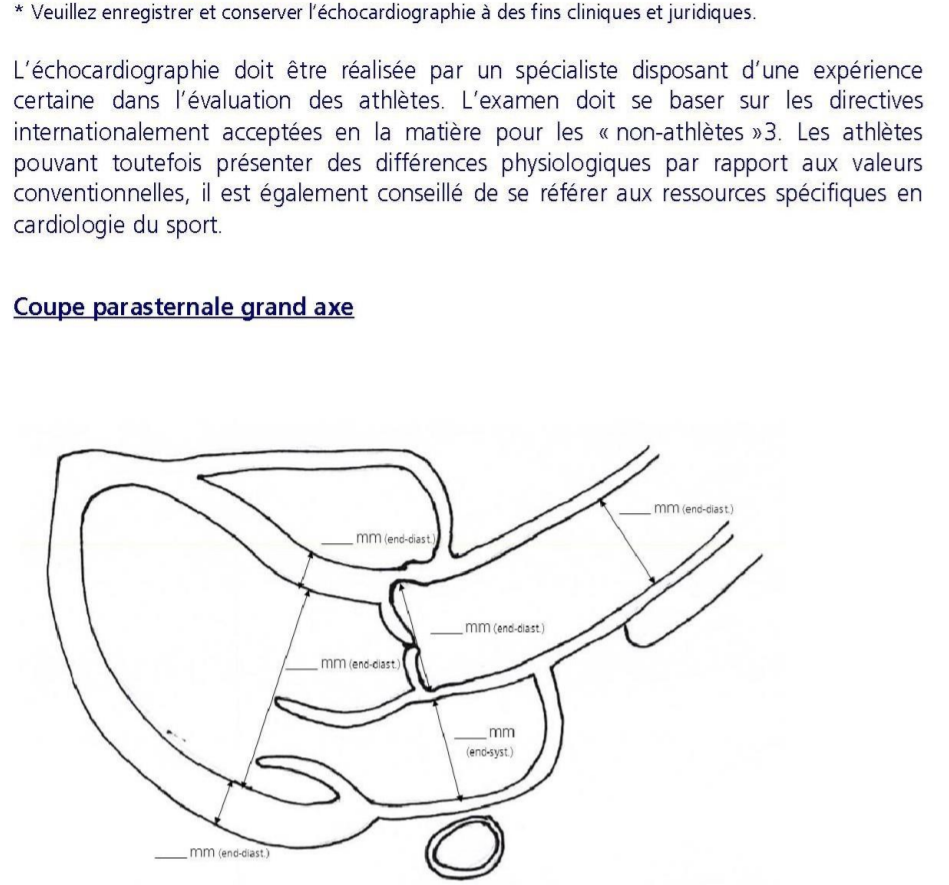 * Veuillez enregistrer et conserver l'échocardiographie à des fins cliniques et juridiques.
L'échocardiographie doit être réalisée par un spécialiste disposant d'une expérience
certaine dans l'évaluation des athlètes. L'examen doit se baser sur les directives
internationalement acceptées en la matière pour les « non-athlètes »3. Les athlètes
pouvant toutefois présenter des différences physiologiques par rapport aux valeurs
conventionnelles, il est également conseillé de se référer aux ressources spécifiques en
cardiologie du sport.
Coupe parasternale grand axe
___ mm (end-diast.)
___ mm (end-diast.)
___ mm (end-diast.)
___ mm (end-diast.)
___ mm
(end-syst.)
___ mm (end-diast.)